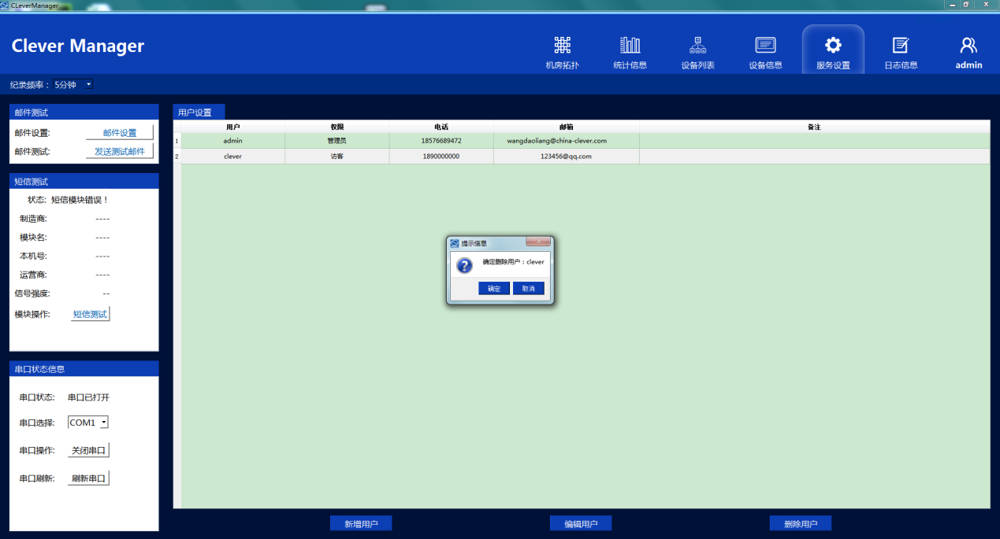 CLeverManager
Clever Manager
机房拓扑
统计信息
设备列表
设备信息
服务设置
日志信息
admin
纪录频率： 5分钟
邮件测试
邮件设置: 邮件设置
邮件测试: 发送测试邮件
短信测试
状态: 短信模块错误！
制造商: ----
模块名: ----
本机号: ----
运营商: ----
信号强度: --
模块操作: 短信测试
串口状态信息
串口状态: 串口已打开
串口选择: COM1
串口操作: 关闭串口
串口刷新: 刷新串口
用户设置
用户 权限 电话 邮箱 备注
1 admin 管理员 18576689472 wangdaoliang@china-clever.com
2 clever 访客 1890000000 123456@qq.com
提示信息
确定删除用户：clever
确定 取消
新增用户 编辑用户 删除用户